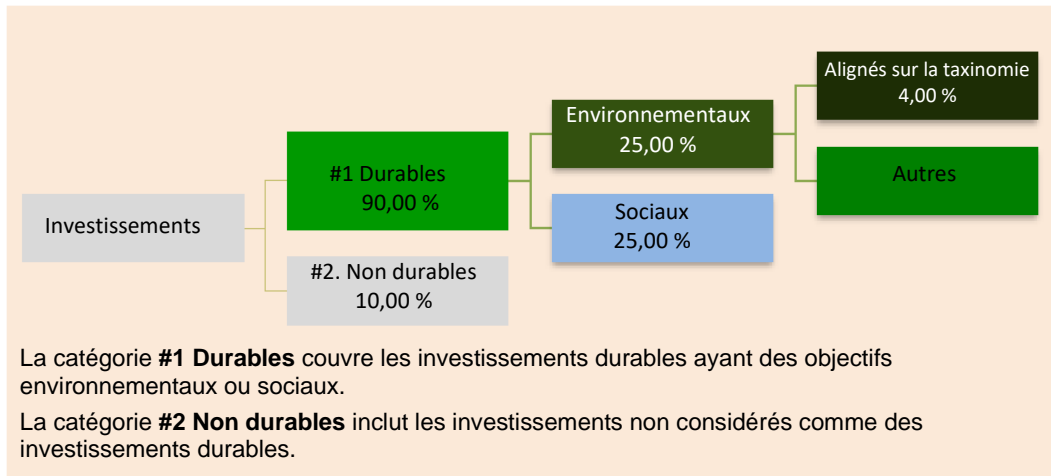 Investissements
#1 Durables
90,00 %
#2. Non durables
10,00 %
Environnementaux
25,00 %
Sociaux
25,00 %
Alignés sur la taxinomie
4,00 %
Autres
La catégorie #1 Durables couvre les investissements durables ayant des objectifs
environnementaux ou sociaux.
La catégorie #2 Non durables inclut les investissements non considérés comme des
investissements durables.